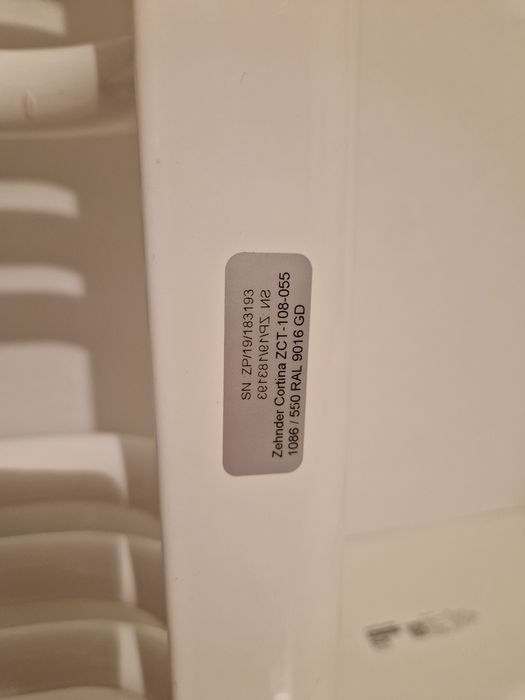 SN. ZP/19/183193
SN. ZP/19/183193
Zehnder Cortina ZCT-108-055
1086 / 550 RAL 9016 GD